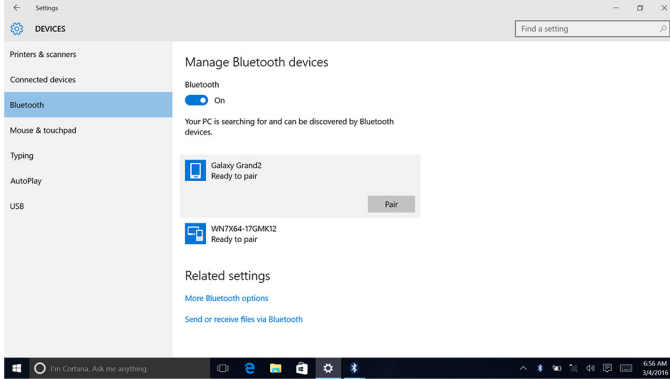 Settings
DEVICES
Find a setting
Printers & scanners
Connected devices
Bluetooth
Mouse & touchpad
Typing
AutoPlay
USB
Manage Bluetooth devices
Bluetooth
On
Your PC is searching for and can be discovered by Bluetooth
devices.
Galaxy Grand2
Ready to pair
Pair
WN7X64-17GMK12
Ready to pair
Related settings
More Bluetooth options
Send or receive files via Bluetooth
I'm Cortana. Ask me anything.
6:56 AM
3/4/2016